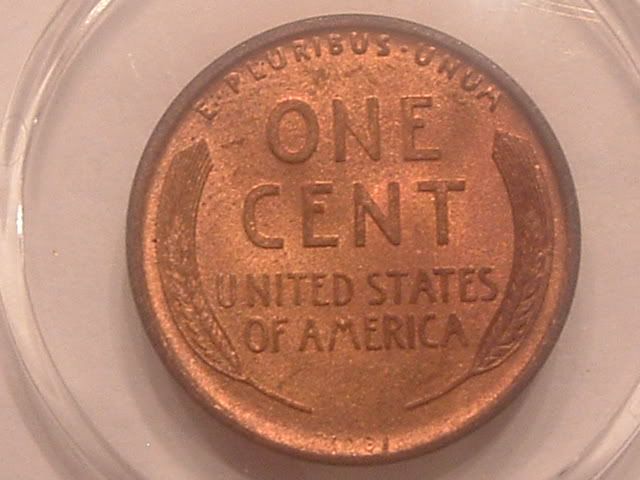 E·PLURIBUS·UNUM
ONE
CENT
UNITED STATES
OF AMERICA